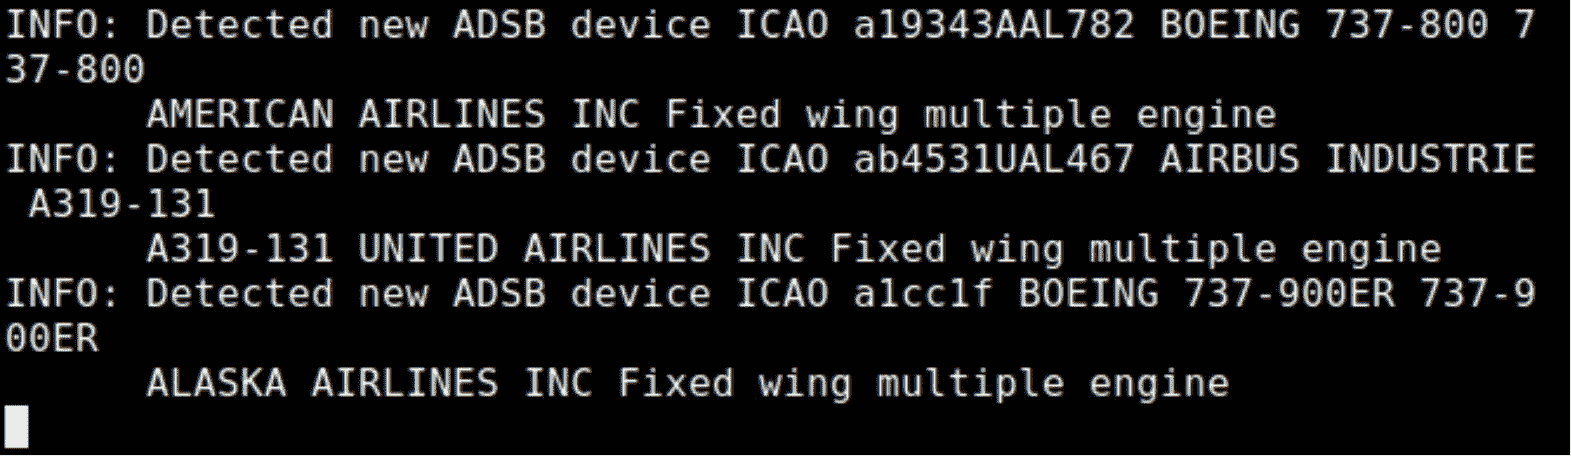 INFO: Detected new ADSB device ICAO a19343AAL782 BOEING 737-800 7
37-800
AMERICAN AIRLINES INC Fixed wing multiple engine
INFO: Detected new ADSB device ICAO ab4531UAL467 AIRBUS INDUSTRIE
A319-131
A319-131 UNITED AIRLINES INC Fixed wing multiple engine
INFO: Detected new ADSB device ICAO a1cc1f BOEING 737-900ER 737-9
00ER
ALASKA AIRLINES INC Fixed wing multiple engine